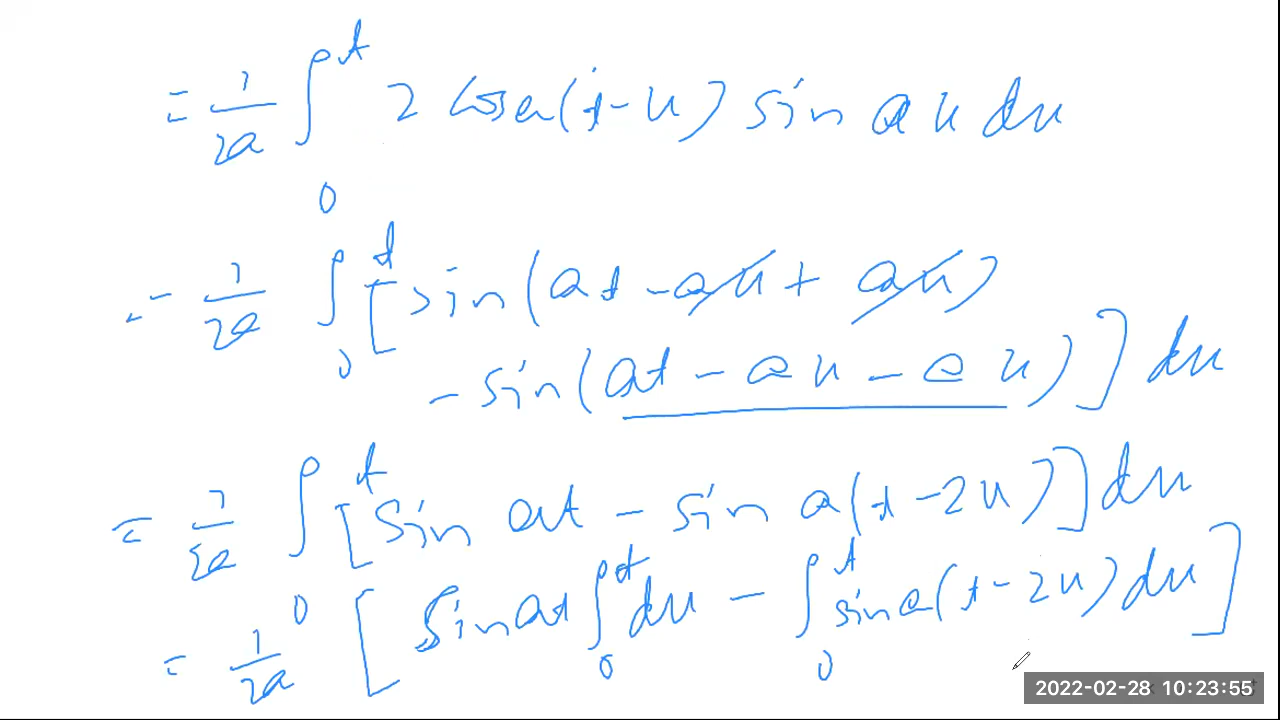 = 1/2a ∫₀ᵗ 2 cos a(t-u) sin a u du
= 1/2a ∫₀ᵗ [sin(at - au + au)
- sin(at - au - au)] du
= 1/2a ∫₀ᵗ [sin at - sin a(t-2u)] du
= 1/2a [sin at ∫₀ᵗ du - ∫₀ᵗ sin a(t-2u) du]
2022-02-28 10:23:55